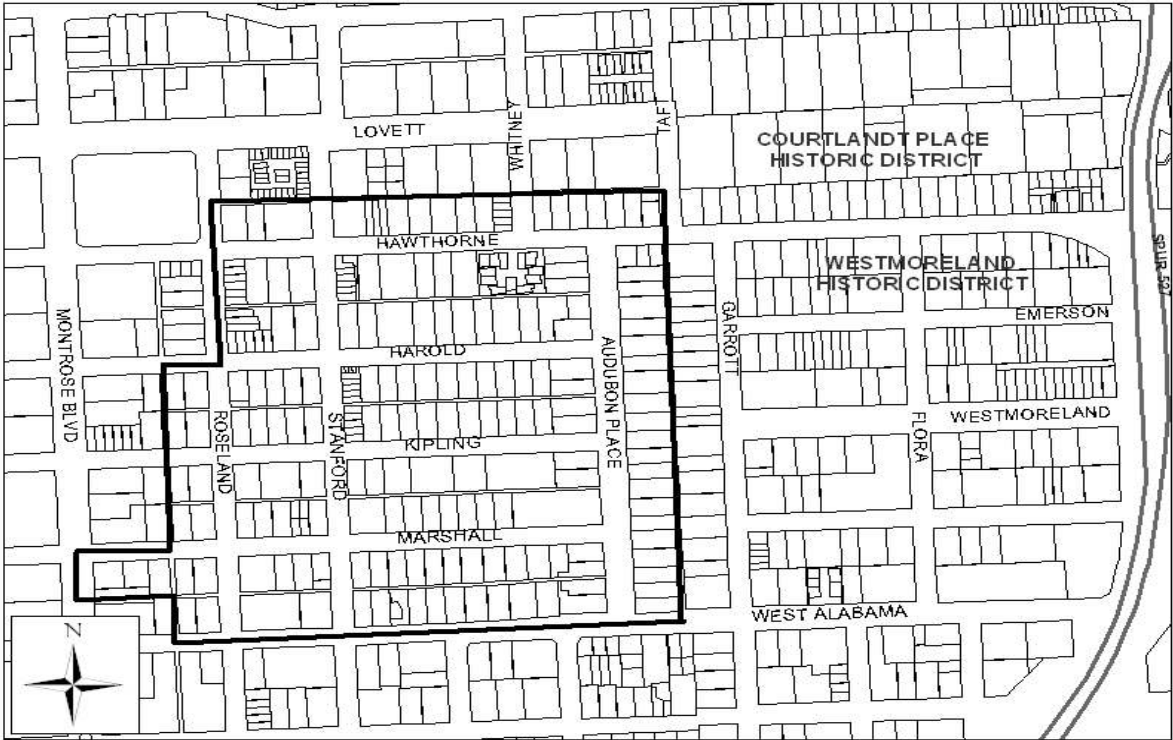 LOVETT
WHITNEY
TAF
COURTLANDT PLACE
HISTORIC DISTRICT
HAWTHORNE
WESTMORELAND
HISTORIC DISTRICT
SPUR 527
EMERSON
MONTROSE BLVD
HAROLD
AUDUBON PLACE
GARROTT
ROSELAND
STANFORD
KIPLING
FLORA
WESTMORELAND
MARSHALL
WEST ALABAMA
N